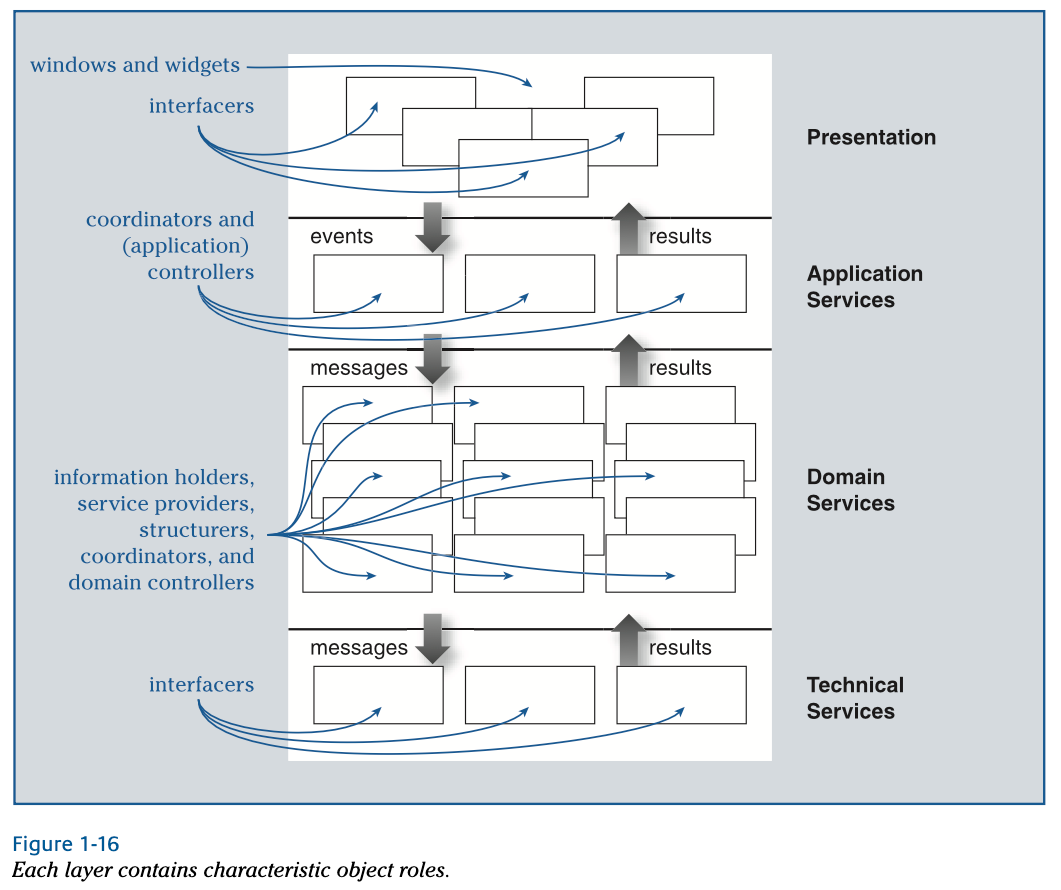 windows and widgets
interfacers
Presentation
coordinators and
(application)
controllers
events
results
Application
Services
messages
results
information holders,
service providers,
structurers,
coordinators, and
domain controllers
Domain
Services
messages
results
interfacers
Technical
Services
Figure 1-16
Each layer contains characteristic object roles.